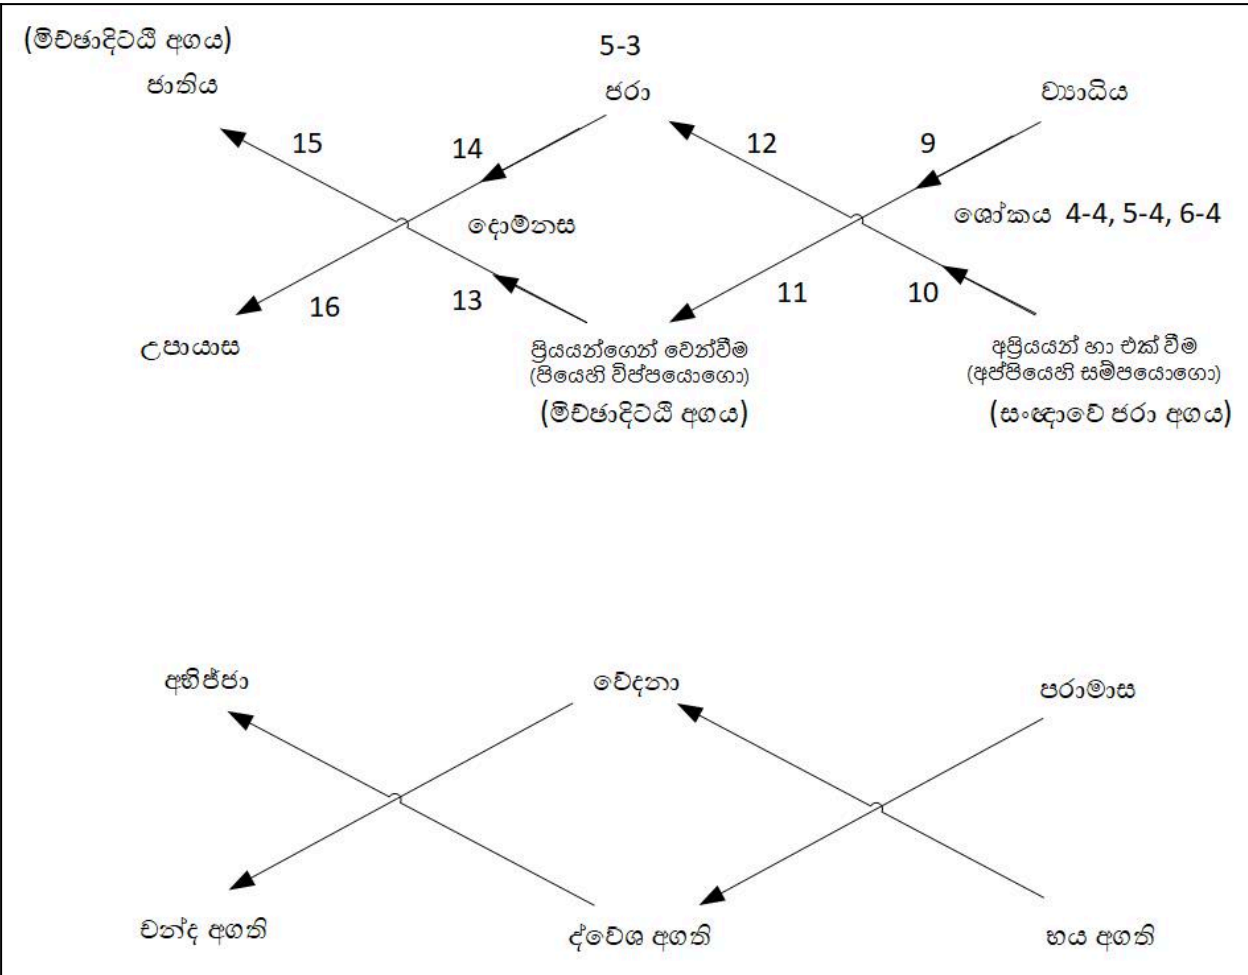 (මිච්ඡාදිට්ඨි අගය)
5-3
ජාතිය
ජරා
ව්‍යාධිය
15
14
12
9
දොම්නස
ශෝකය 4-4, 5-4, 6-4
16
13
11
10
උපායාස
ප්‍රියයන්ගෙන් වෙන්වීම
(පියෙහි විප්පයොගො)
(මිච්ඡාදිට්ඨි අගය)
අප්‍රියයන් හා එක් වීම
(අප්පියෙහි සම්පයොගො)
(සංඥාවේ ජරා අගය)
අභිජ්ජා
වේදනා
පරාමාස
චන්ද අගති
ද්වේශ අගති
භය අගති